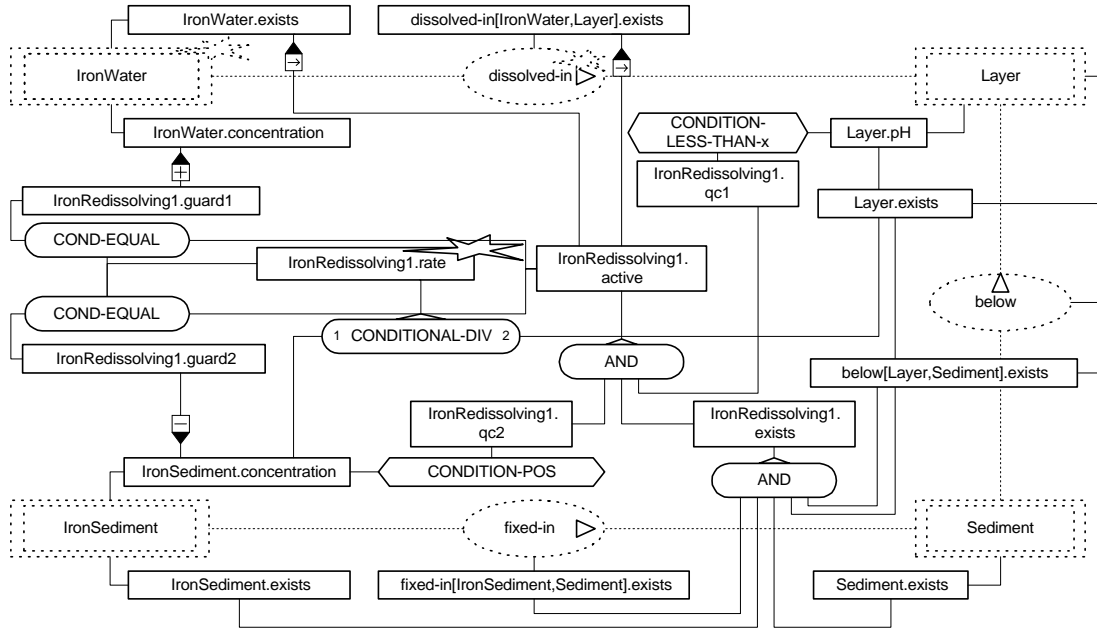 IronWater.exists
dissolved-in[IronWater,Layer].exists
→
→
IronWater
dissolved-in
Layer
IronWater.concentration
CONDITION-
LESS-THAN-x
Layer.pH
+
IronRedissolving1.
qc1
IronRedissolving1.guard1
Layer.exists
COND-EQUAL
IronRedissolving1.rate
IronRedissolving1.
active
below
COND-EQUAL
1 CONDITIONAL-DIV 2
IronRedissolving1.guard2
AND
below[Layer,Sediment].exists
IronRedissolving1.
qc2
IronRedissolving1.
exists
−
IronSediment.concentration
CONDITION-POS
AND
IronSediment
fixed-in
Sediment
IronSediment.exists
fixed-in[IronSediment,Sediment].exists
Sediment.exists